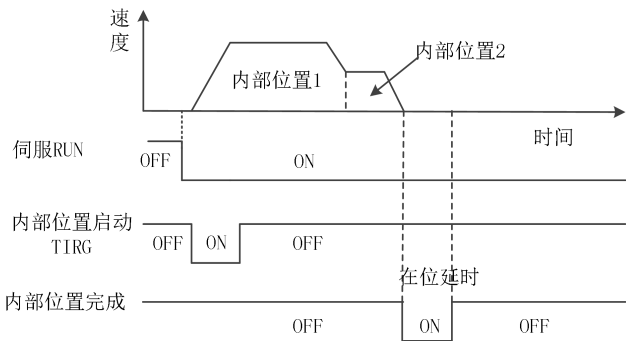 速
度
内部位置1
内部位置2
时间
伺服RUN
OFF
ON
内部位置启动
TIRG
OFF
ON
OFF
在位延时
内部位置完成
OFF
ON
OFF